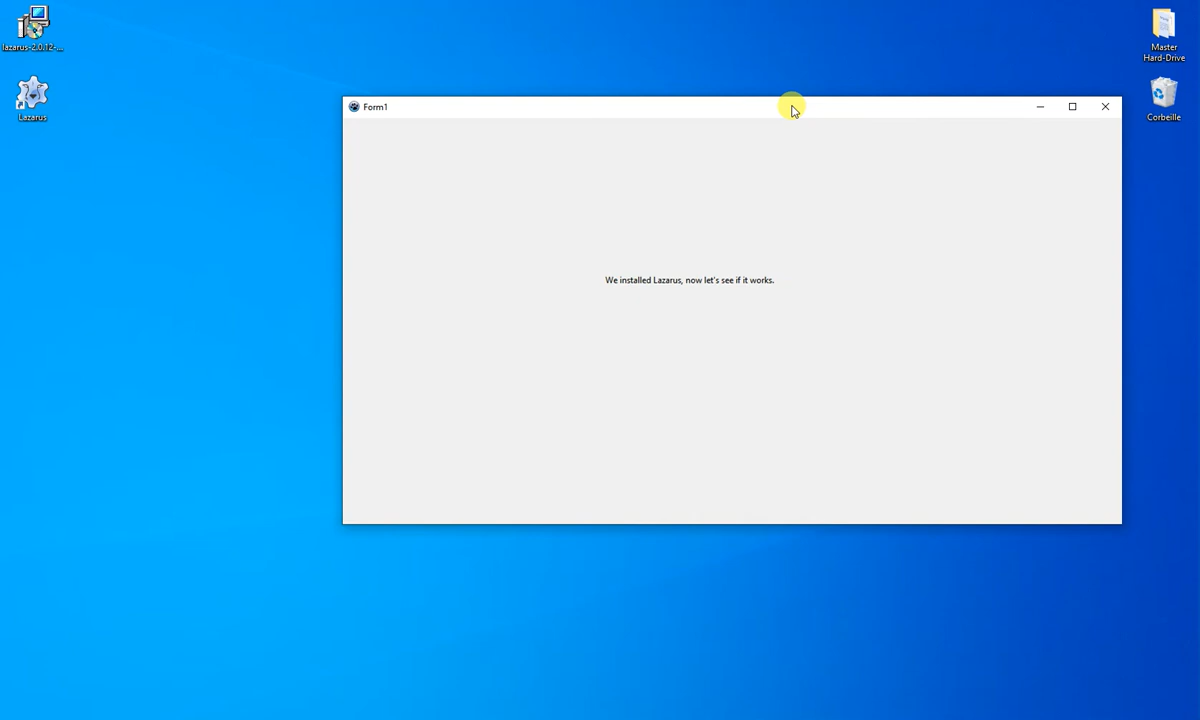 lazarus-2.0.12-...
Lazarus
Form1
We installed Lazarus, now let's see if it works.
Master
Hard-Drive
Corbeille